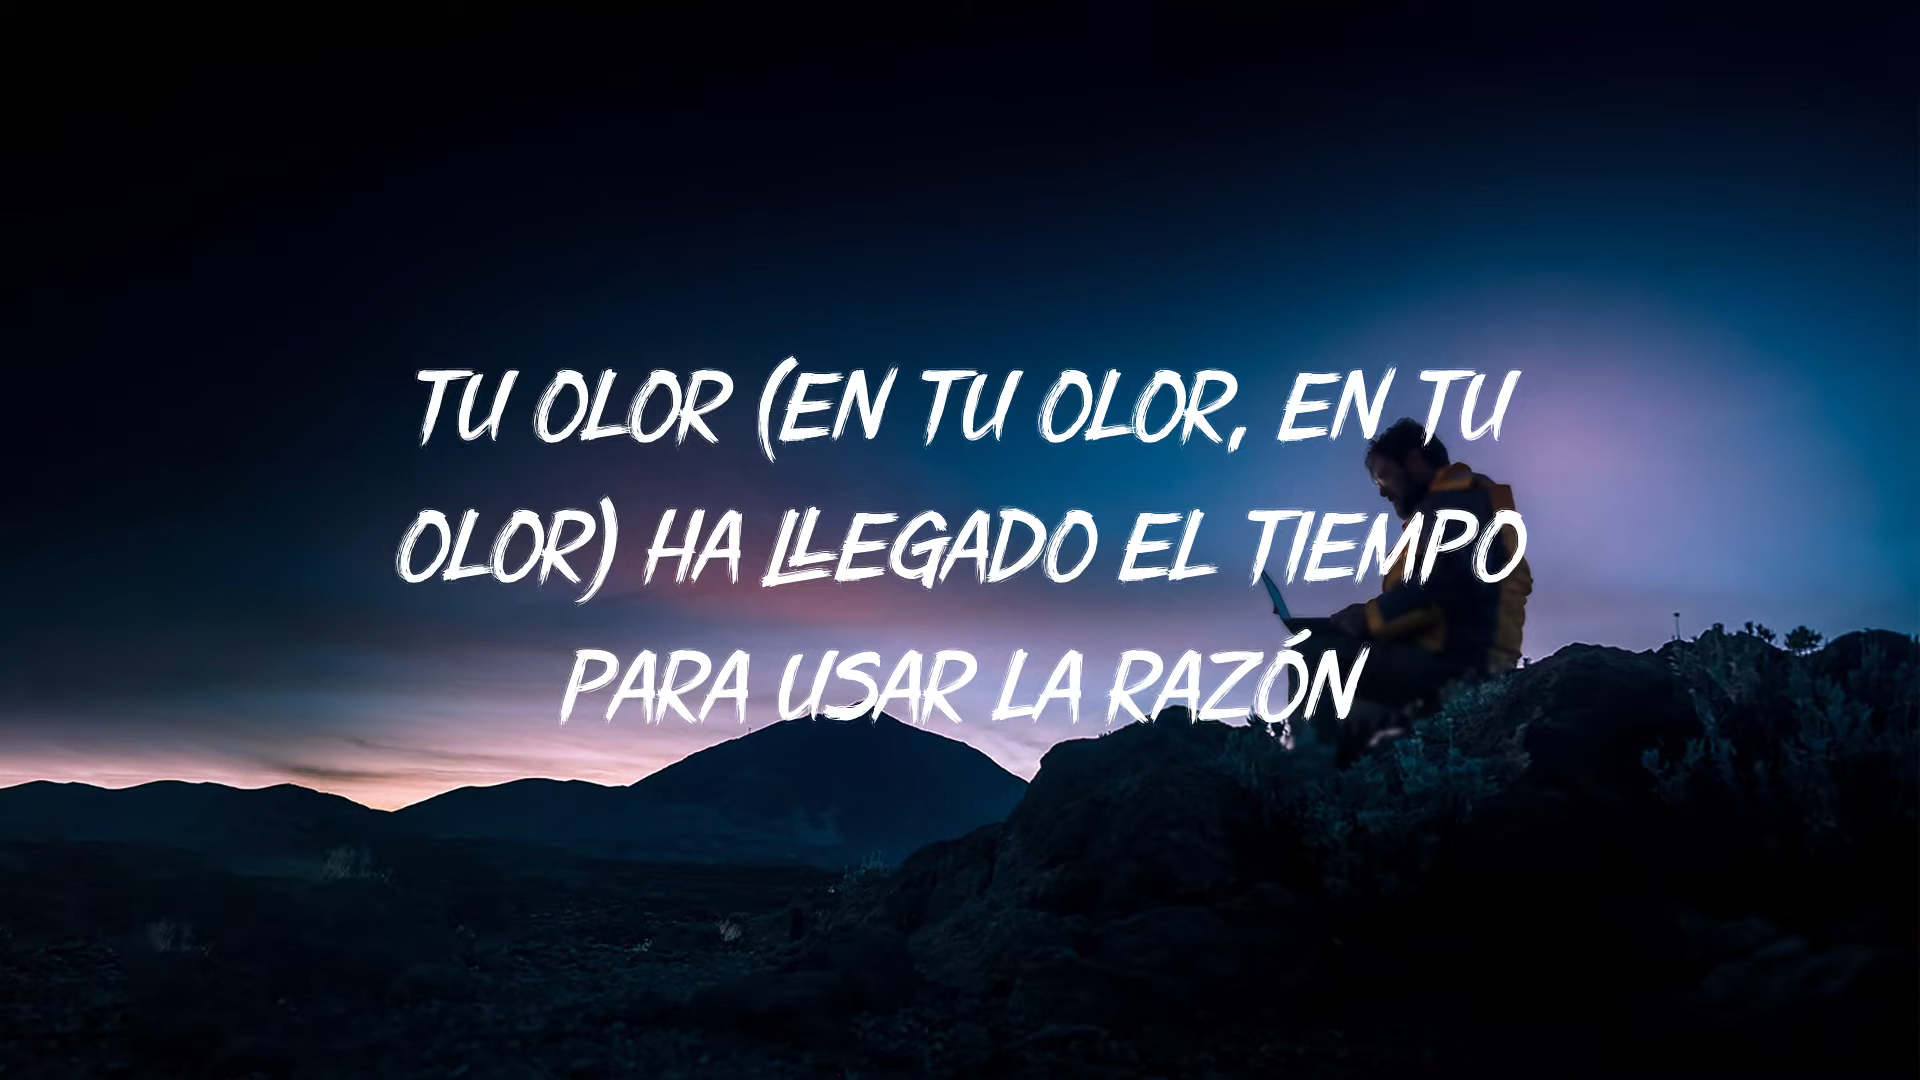 TU OLOR (EN TU OLOR, EN TU
OLOR) HA LLEGADO EL TIEMPO
PARA USAR LA RAZÓN